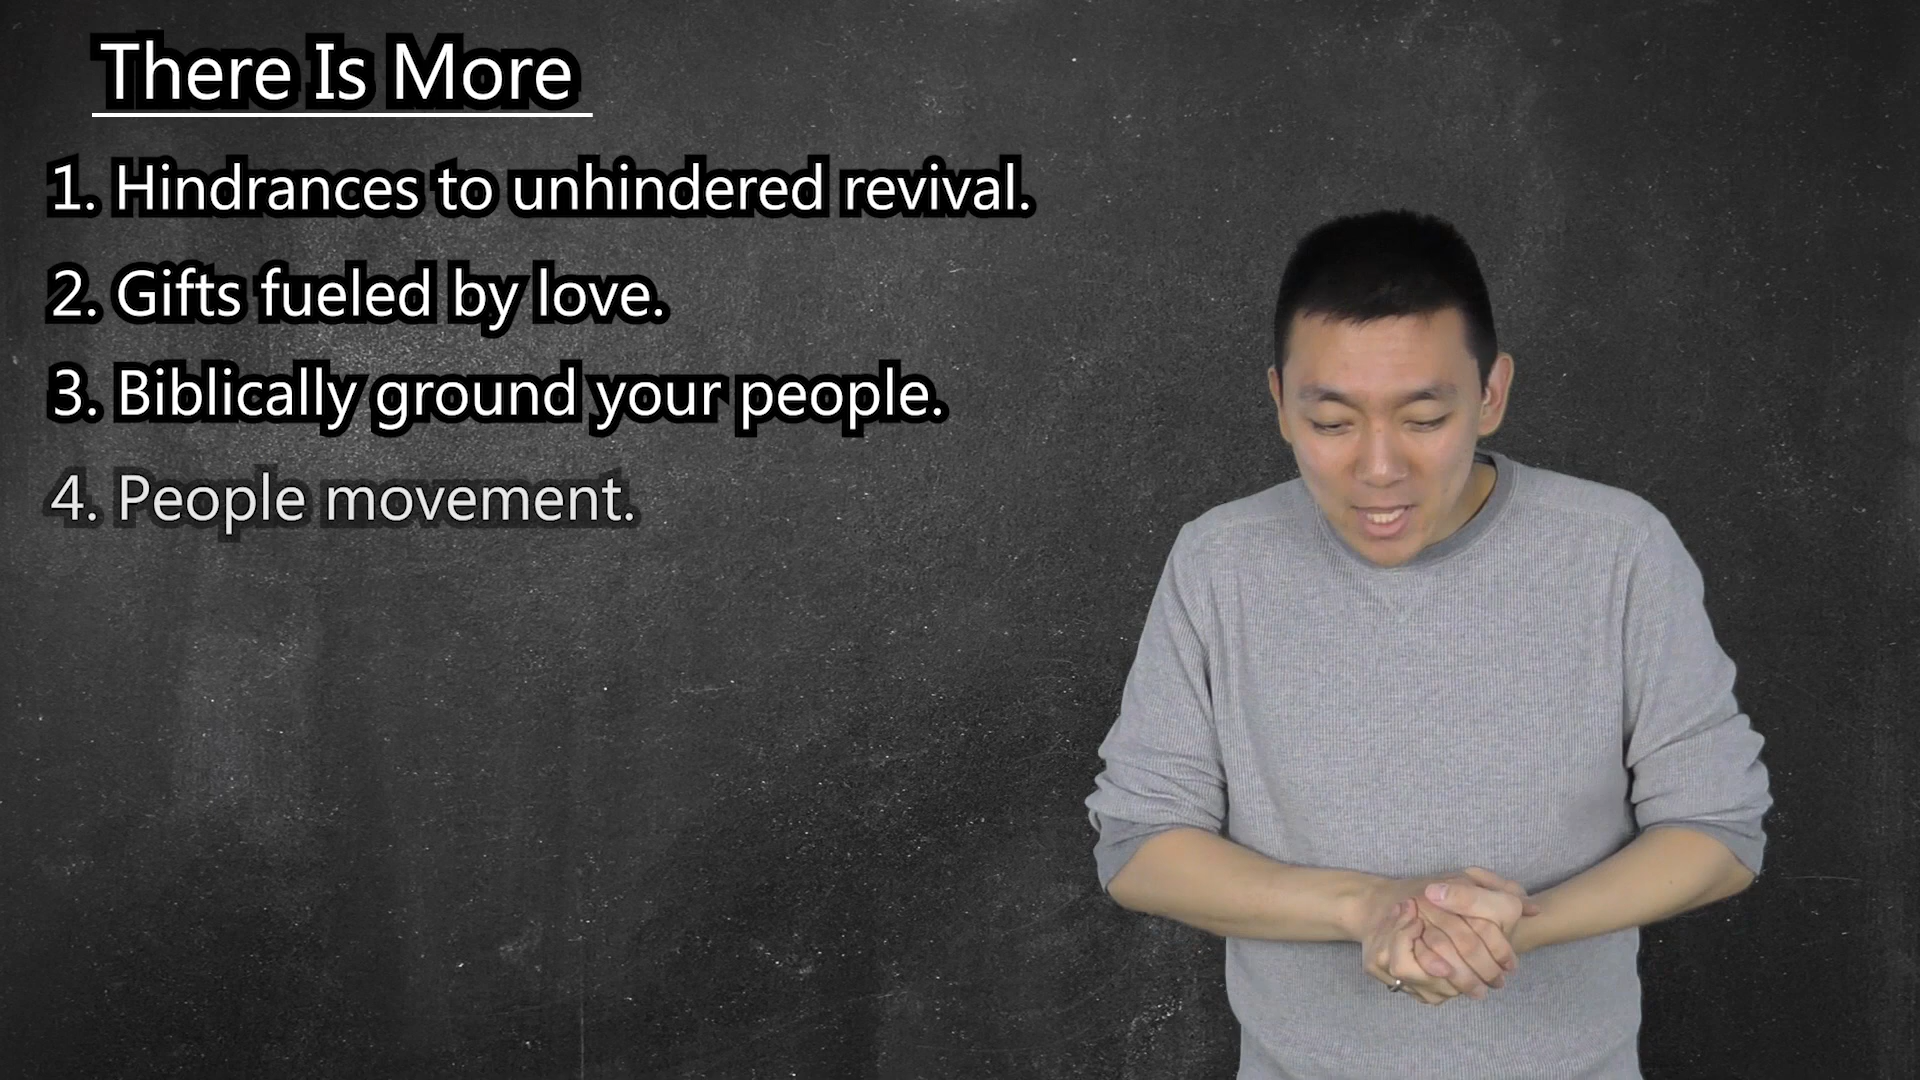 There Is More
1. Hindrances to unhindered revival.
2. Gifts fueled by love.
3. Biblically ground your people.
4. People movement.